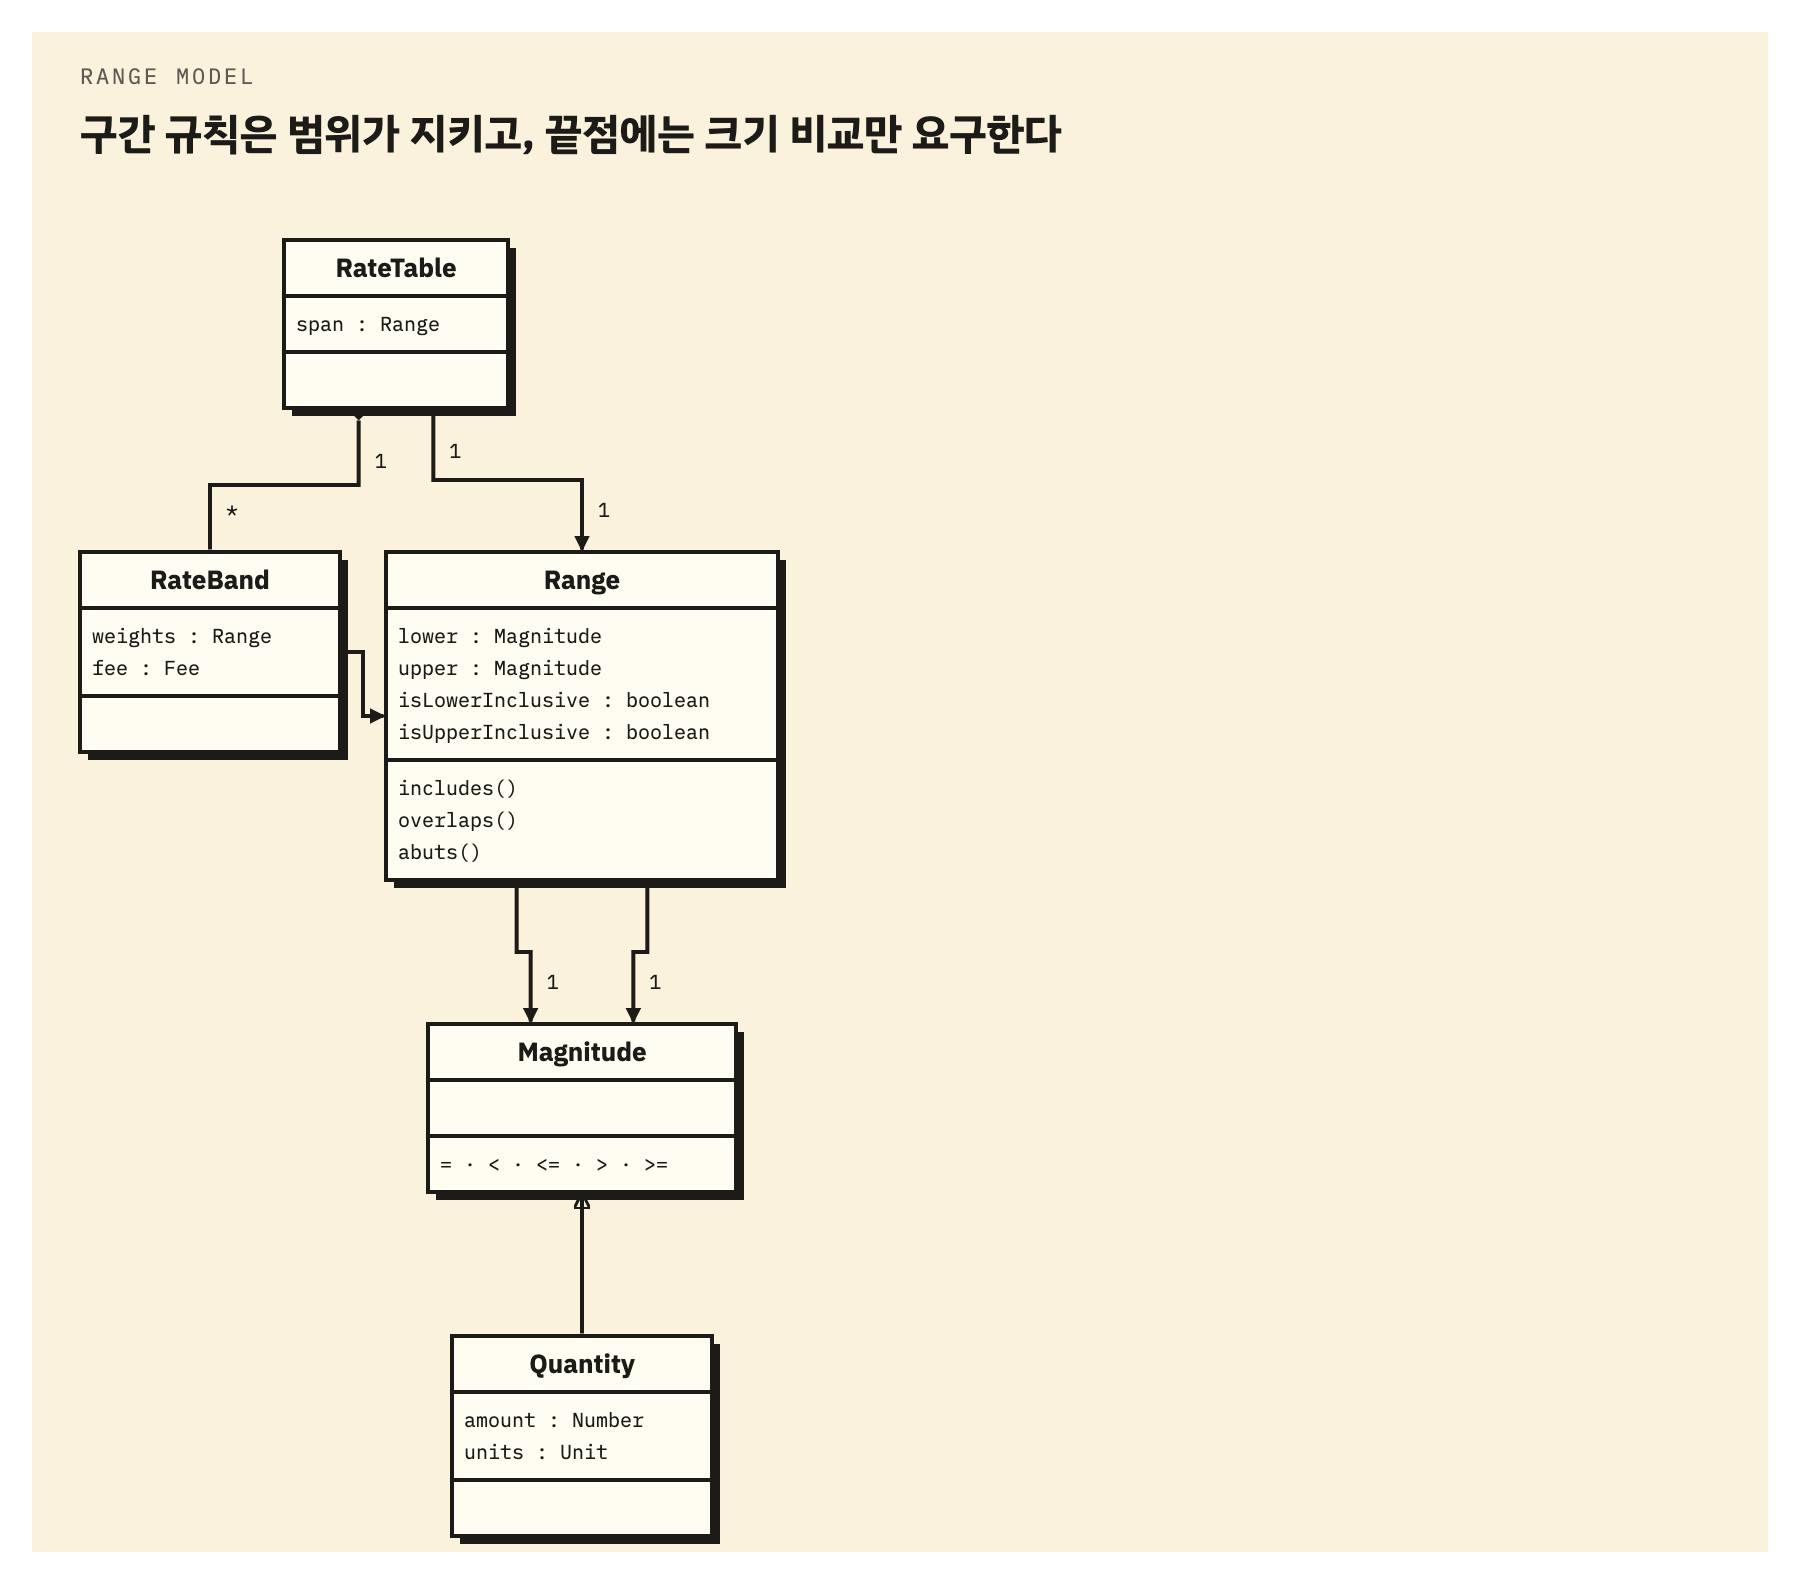 RANGE MODEL
구간 규칙은 범위가 지키고, 끝점에는 크기 비교만 요구한다
RateTable
span : Range
1
1
*
1
RateBand
weights : Range
fee : Fee
Range
lower : Magnitude
upper : Magnitude
isLowerInclusive : boolean
isUpperInclusive : boolean
includes()
overlaps()
abuts()
1
1
Magnitude
= · < · <= · > · >=
Quantity
amount : Number
units : Unit